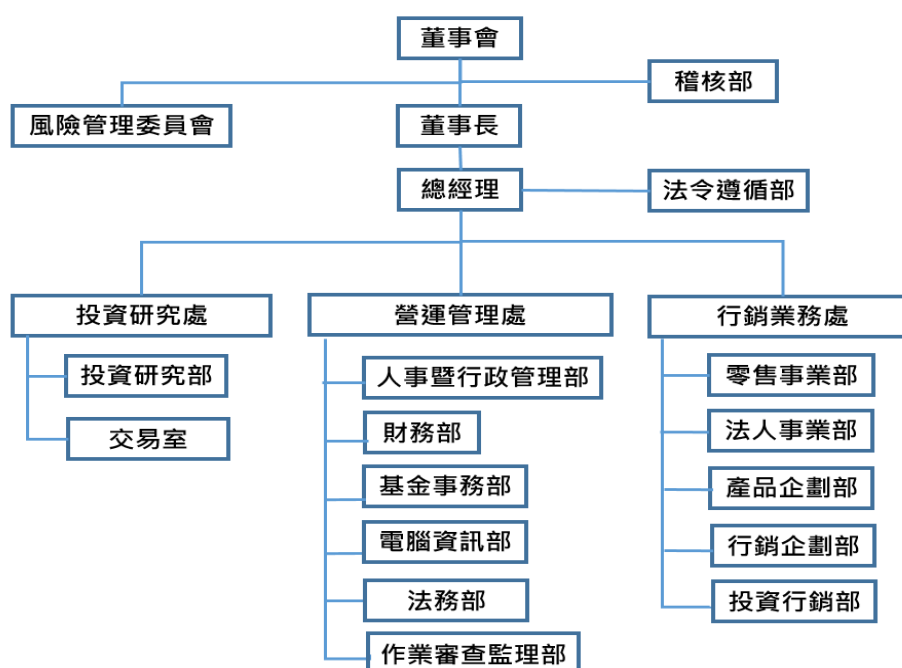 董事會
稽核部
風險管理委員會
董事長
總經理
法令遵循部
投資研究處
投資研究部
交易室
營運管理處
人事暨行政管理部
財務部
基金事務部
電腦資訊部
法務部
作業審查監理部
行銷業務處
零售事業部
法人事業部
產品企劃部
行銷企劃部
投資行銷部